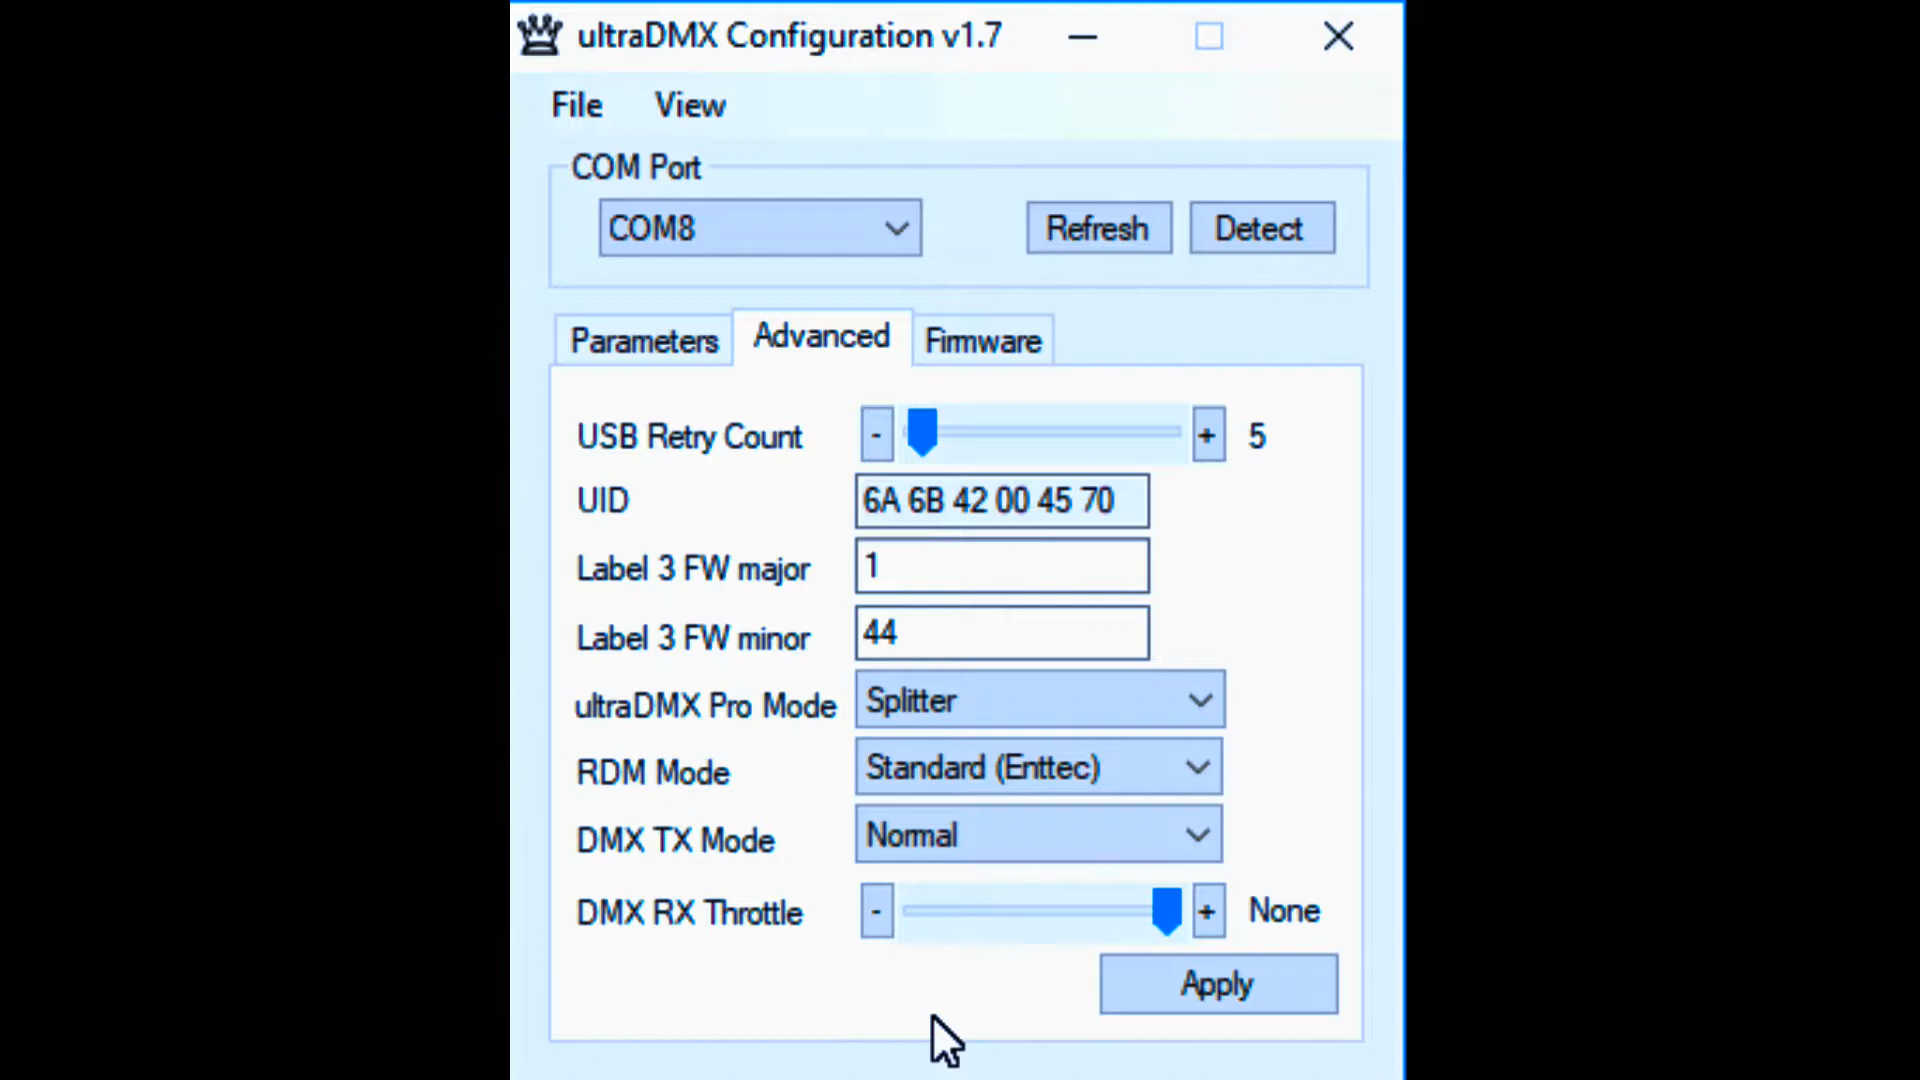 ultraDMX Configuration v1.7
File View
COM Port
COM8 Refresh Detect
Parameters Advanced Firmware
USB Retry Count - + 5
UID 6A 6B 42 00 45 70
Label 3 FW major 1
Label 3 FW minor 44
ultraDMX Pro Mode Splitter
RDM Mode Standard (Enttec)
DMX TX Mode Normal
DMX RX Throttle - + None
Apply